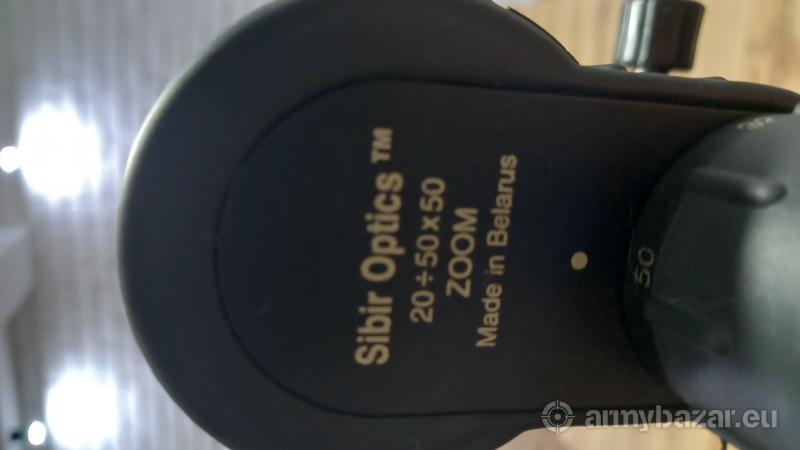 Sibir Optics™
20÷50x50
ZOOM
Made in Belarus
50
armybazar.eu